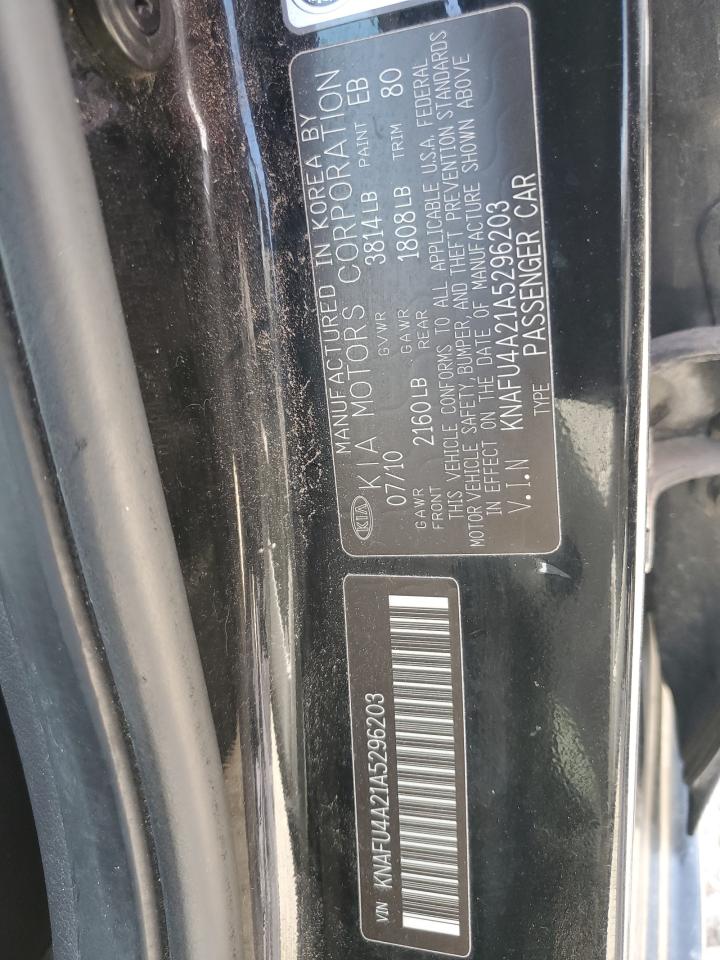 MANUFACTURED IN KOREA BY
KIA KIA MOTORS CORPORATION
07/10 GVWR 3814LB PAINT EB
GAWR FRONT 2160LB GAWR REAR 1808LB TRIM 80
THIS VEHICLE CONFORMS TO ALL APPLICABLE U.S.A. FEDERAL
MOTOR VEHICLE SAFETY, BUMPER, AND THEFT PREVENTION STANDARDS
IN EFFECT ON THE DATE OF MANUFACTURE SHOWN ABOVE
V.I.N KNAFU4A21A5296203
TYPE PASSENGER CAR
VIN KNAFU4A21A5296203